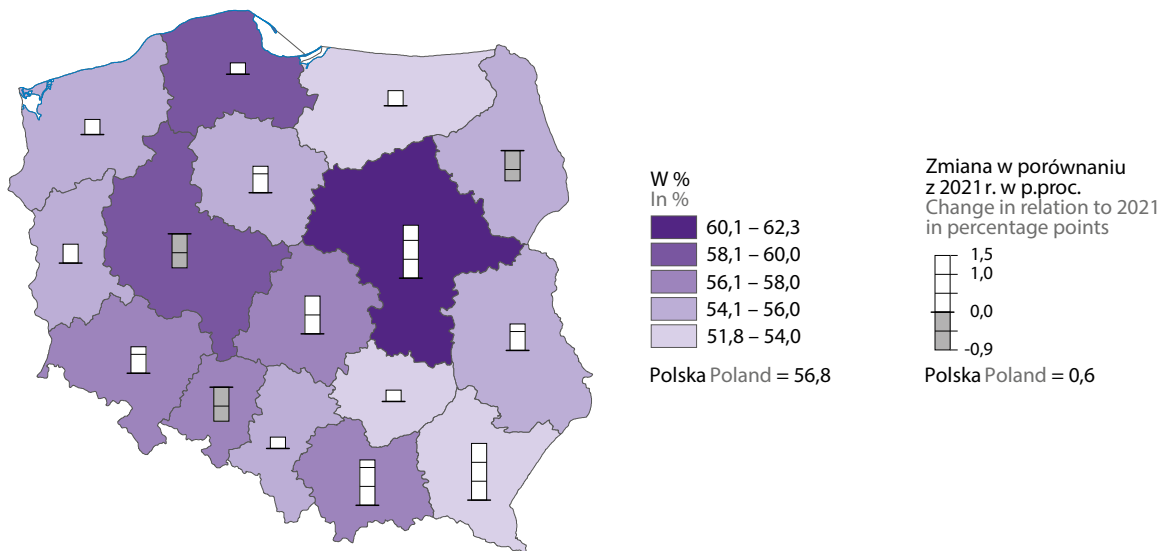 W %
In %
60,1 – 62,3
58,1 – 60,0
56,1 – 58,0
54,1 – 56,0
51,8 – 54,0
Polska Poland = 56,8
Zmiana w porównaniu
z 2021 r. w p.proc.
Change in relation to 2021
in percentage points
1,5
1,0
0,0
-0,9
Polska Poland = 0,6